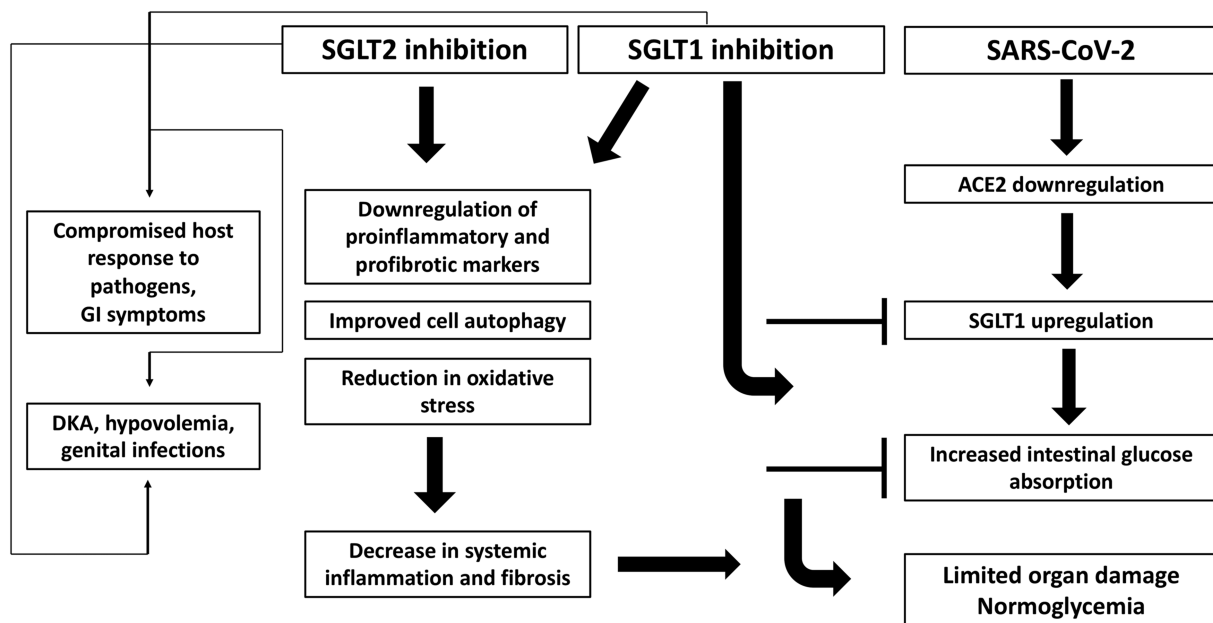 SGLT2 inhibition
SGLT1 inhibition
SARS-CoV-2
ACE2 downregulation
Compromised host
response to
pathogens,
GI symptoms
Downregulation of
proinflammatory and
profibrotic markers
Improved cell autophagy
SGLT1 upregulation
Reduction in oxidative
stress
DKA, hypovolemia,
genital infections
Increased intestinal glucose
absorption
Decrease in systemic
inflammation and fibrosis
Limited organ damage
Normoglycemia